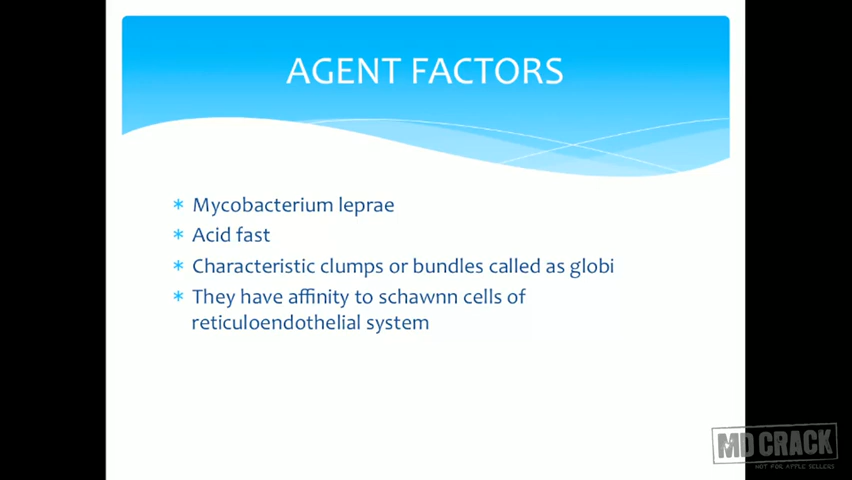 AGENT FACTORS
* Mycobacterium leprae
* Acid fast
* Characteristic clumps or bundles called as globi
* They have affinity to schawnn cells of
reticuloendothelial system
MD CRACK
NOT FOR APPLE SELLERS